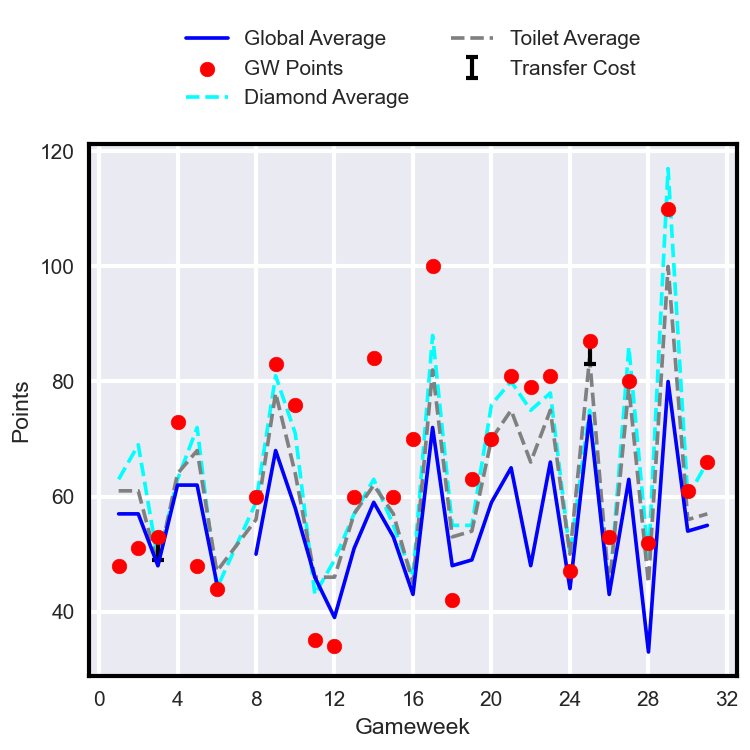 Global Average
GW Points
Diamond Average
Toilet Average
Transfer Cost
120
100
80
60
40
Points
0 4 8 12 16 20 24 28 32
Gameweek